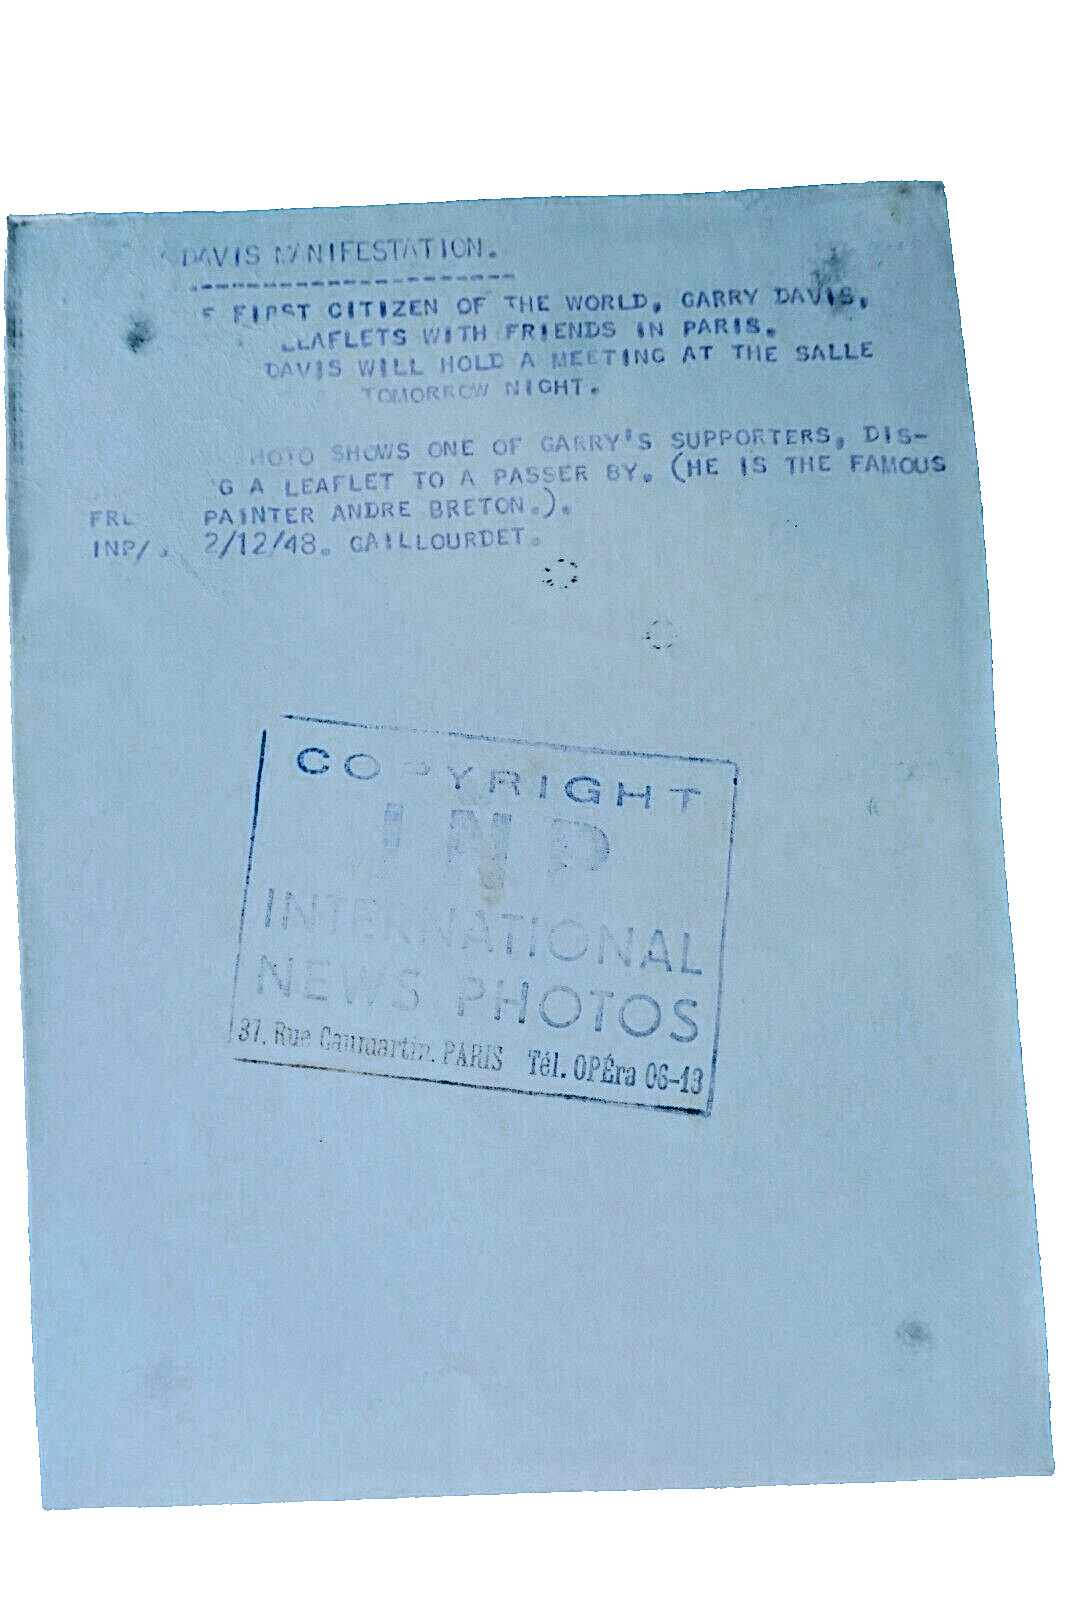 DAVIS MANIFESTATION.
FIRST CITIZEN OF THE WORLD, GARRY DAVIS,
LEAFLETS WITH FRIENDS IN PARIS.
DAVIS WILL HOLD A MEETING AT THE SALLE
TOMORROW NIGHT.
HOTO SHOWS ONE OF GARRY'S SUPPORTERS, DIS-
G A LEAFLET TO A PASSER BY. (HE IS THE FAMOUS
PAINTER ANDRE BRETON.).
INP/ 2/12/48. GAILLOURDET.
COPYRIGHT
INP
INTERNATIONAL
NEWS PHOTOS
37, Rue Caumartin. PARIS Tél. OPÉra 06-13